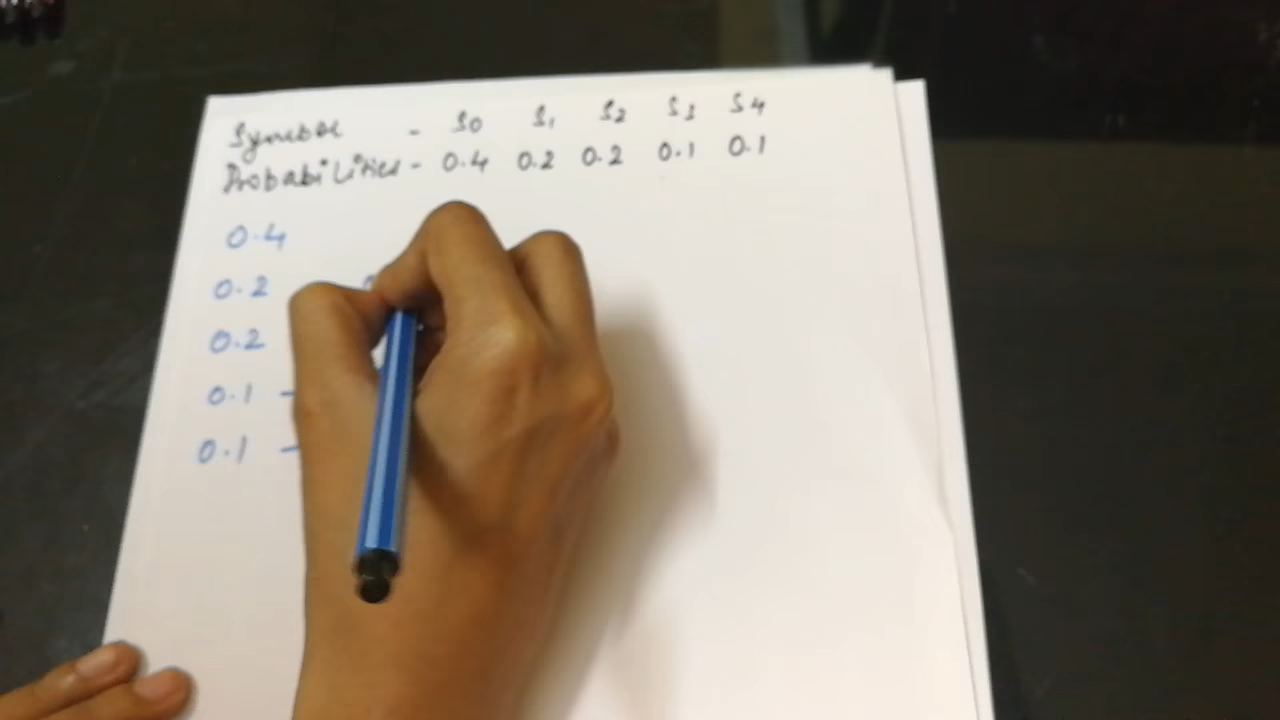 Symbol - S0 S1 S2 S3 S4
Probabilities - 0.4 0.2 0.2 0.1 0.1
0.4
0.2
0.2
0.1 -
0.1 -